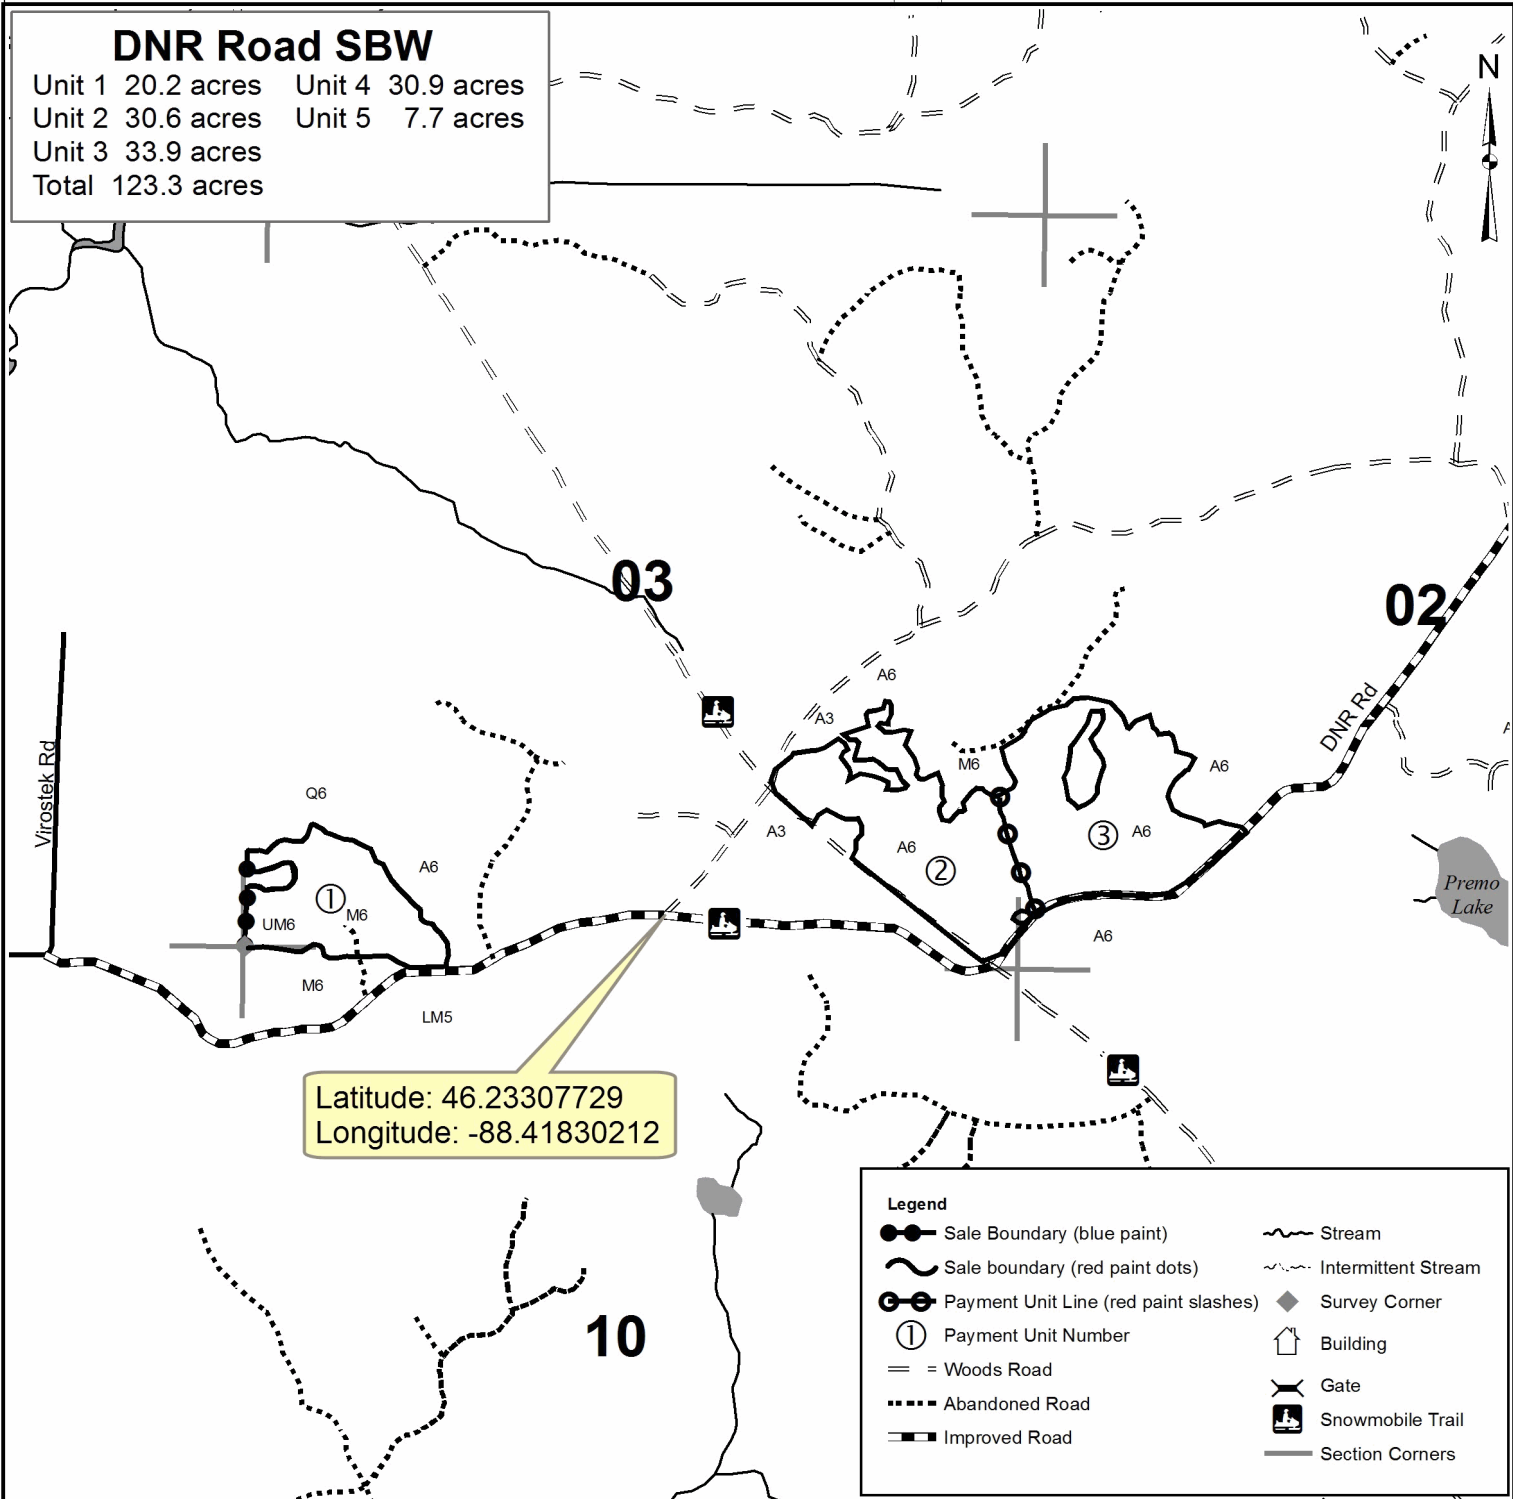 DNR Road SBW
Unit 1 20.2 acres Unit 4 30.9 acres
Unit 2 30.6 acres Unit 5 7.7 acres
Unit 3 33.9 acres
Total 123.3 acres
N
03
02
DNR Rd
Virostek Rd
A6
A3
M6
A6
Q6
A3
A6
A6
2
3
A6
1
M6
UM6
A6
M6
LM5
Premo
Lake
Latitude: 46.23307729
Longitude: -88.41830212
10
Legend
Sale Boundary (blue paint)
Sale boundary (red paint dots)
Payment Unit Line (red paint slashes)
1 Payment Unit Number
Woods Road
Abandoned Road
Improved Road
Stream
Intermittent Stream
Survey Corner
Building
Gate
Snowmobile Trail
Section Corners